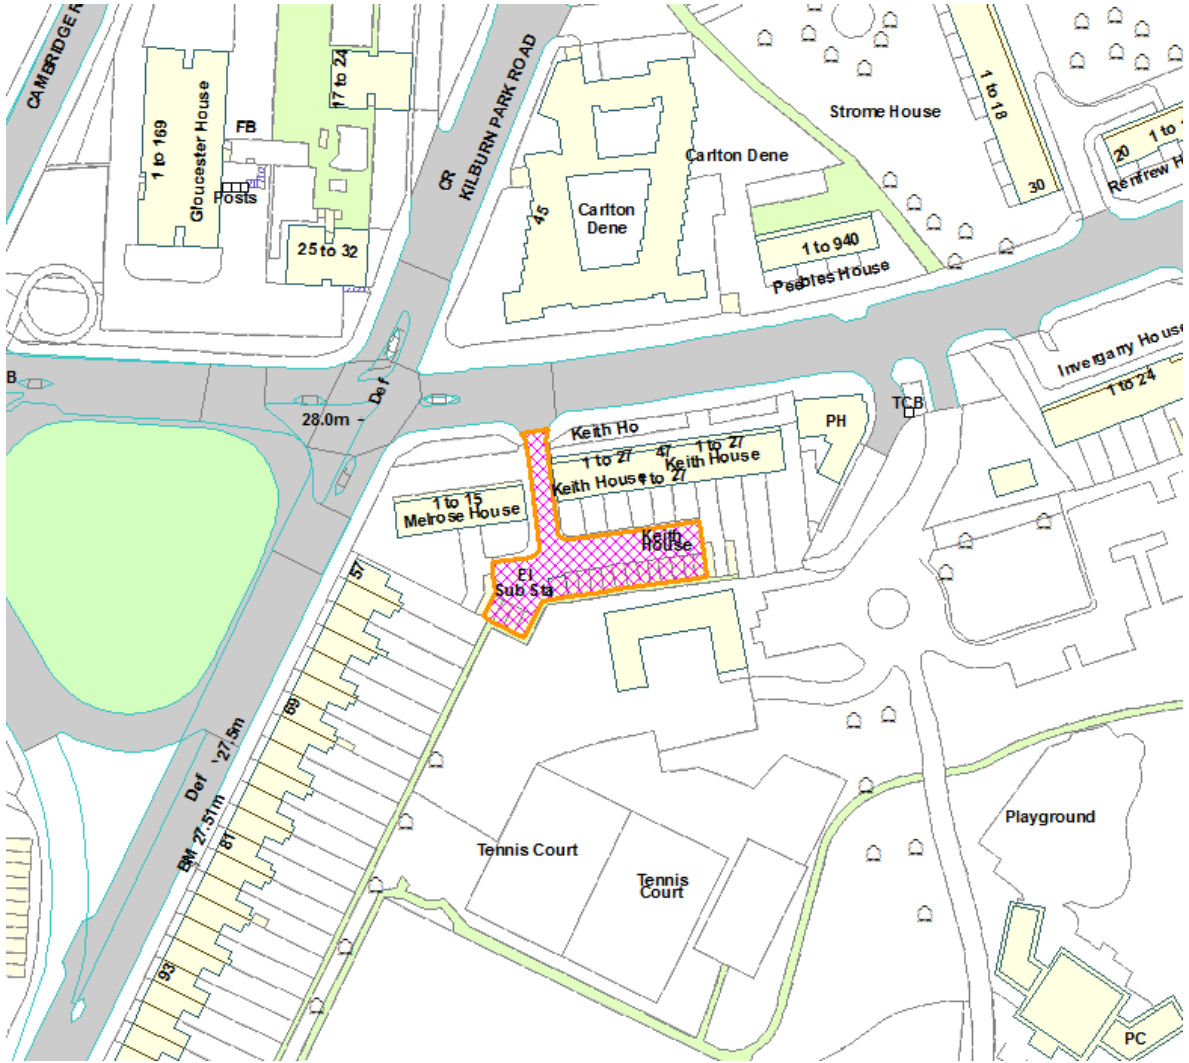 CAMBRIDGE R
1 to 169
Gloucester House
FB
Posts
17 to 24
25 to 32
CR
KILBURN PARK ROAD
45
Carlton
Dene
Carlton Dene
Strome House
1 to 18
30
20
1 to 1
Renfrew H
1 to 940
Peebles House
Invergarry House
1 to 24
TCB
PH
B
28.0m
Def
Keith Ho
1 to 27
47
1 to 27
Keith House
Keith House
1 to 27
1 to 15
Melrose House
Keith
House
El
Sub Sta
57
69
81
93
Def
27.5m
BM 27.51m
Tennis Court
Tennis
Court
Playground
PC